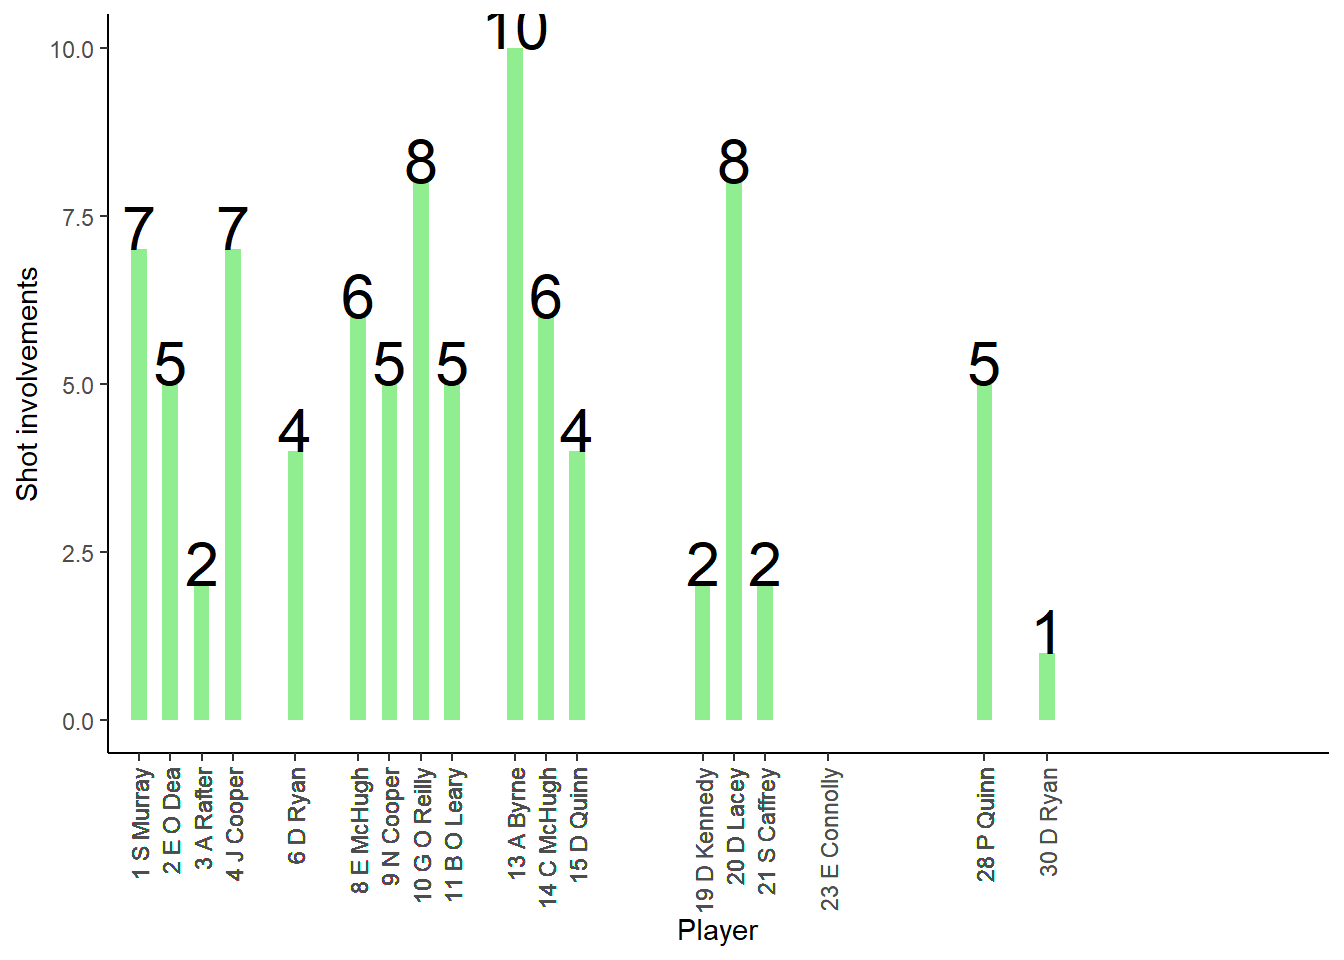 Shot involvements
10.0
7.5
5.0
2.5
0.0
7
5
2
7
4
6
5
8
5
10
6
4
2
8
2
5
1
1 S Murray
2 E O Dea
3 A Rafter
4 J Cooper
6 D Ryan
8 E McHugh
9 N Cooper
10 G O Reilly
11 B O Leary
13 A Byrne
14 C McHugh
15 D Quinn
19 D Kennedy
20 D Lacey
21 S Caffrey
23 E Connolly
28 P Quinn
30 D Ryan
Player